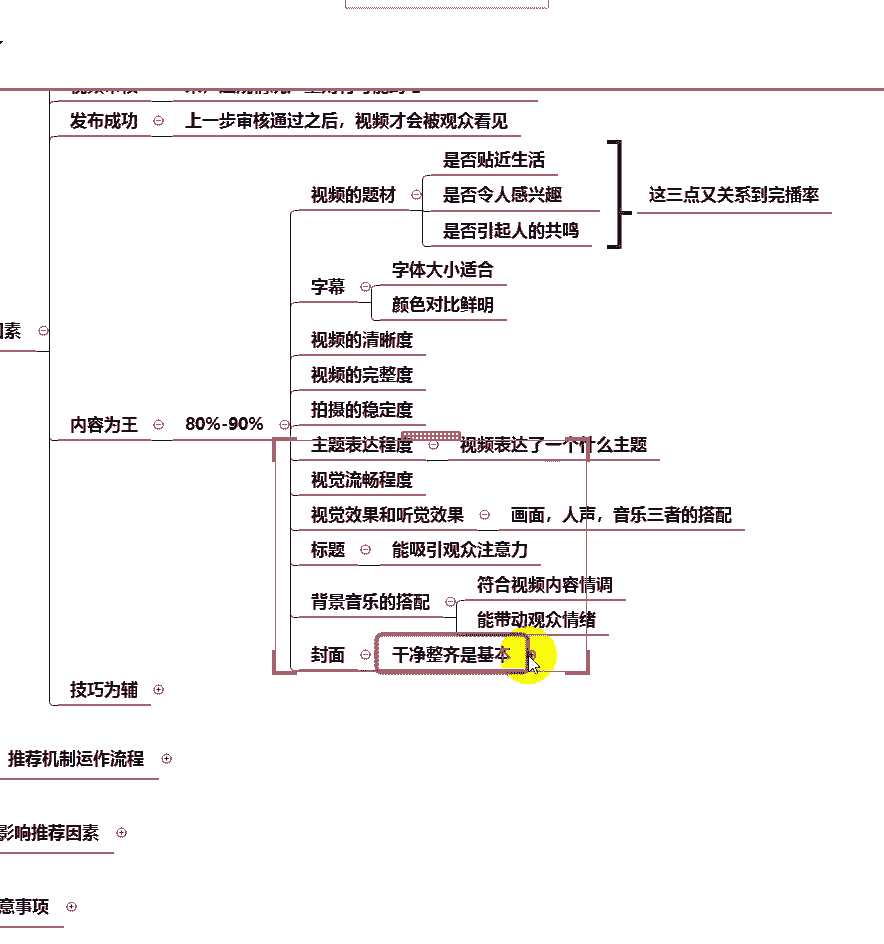 发布成功 上一步审核通过之后，视频才会被观众看见
是否贴近生活
视频的题材 是否令人感兴趣 这三点又关系到完播率
是否引起人的共鸣
字体大小适合
字幕
颜色对比鲜明
素
视频的清晰度
视频的完整度
拍摄的稳定度
内容为王 80%-90%
主题表达程度 视频表达了一个什么主题
视觉流畅程度
视觉效果和听觉效果 画面，人声，音乐三者的搭配
标题 能吸引观众注意力
符合视频内容情调
背景音乐的搭配
能带动观众情绪
封面 干净整齐是基本
技巧为辅
推荐机制运作流程
影响推荐因素
意事项